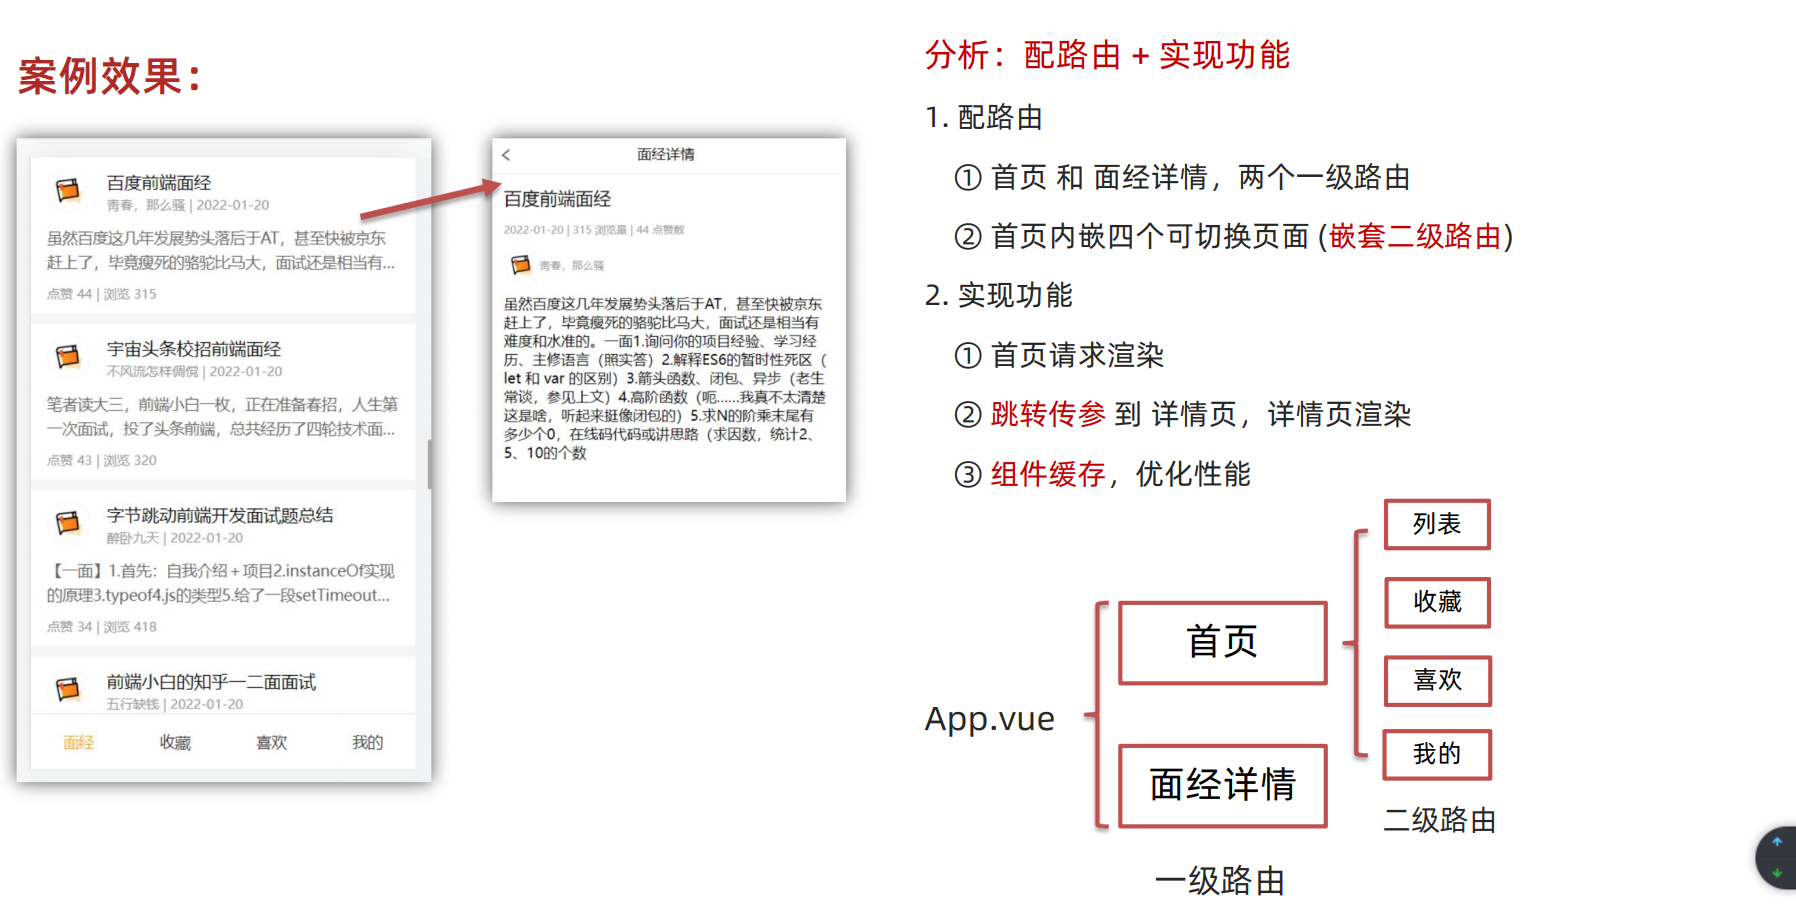 案例效果：
百度前端面经
青春，那么骚 | 2022-01-20
虽然百度这几年发展势头落后于AT，甚至快被京东
赶上了，毕竟瘦死的骆驼比马大，面试还是相当有...
点赞 44 | 浏览 315
宇宙头条校招前端面经
不风流怎样倜傥 | 2022-01-20
笔者读大三，前端小白一枚，正在准备春招，人生第
一次面试，投了头条前端，总共经历了四轮技术面...
点赞 43 | 浏览 320
字节跳动前端开发面试题总结
醉卧九天 | 2022-01-20
【一面】1.首先：自我介绍 + 项目2.instanceOf实现
的原理3.typeof4.js的类型5.给了一段setTimeout...
点赞 34 | 浏览 418
前端小白的知乎一二面面试
五行缺钱 | 2022-01-20
面经 收藏 喜欢 我的
面经详情
百度前端面经
2022-01-20 | 315 浏览量 | 44 点赞数
青春，那么骚
虽然百度这几年发展势头落后于AT，甚至快被京东
赶上了，毕竟瘦死的骆驼比马大，面试还是相当有
难度和水准的。一面1.询问你的项目经验、学习经
历、主修语言（照实答）2.解释ES6的暂时性死区（
let 和 var 的区别）3.箭头函数、闭包、异步（老生
常谈，参见上文）4.高阶函数（呃……我真不太清楚
这是啥，听起来挺像闭包的）5.求N的阶乘末尾有
多少个0，在线码代码或讲思路（求因数，统计2、
5、10的个数
分析：配路由 + 实现功能
1. 配路由
① 首页 和 面经详情，两个一级路由
② 首页内嵌四个可切换页面 (嵌套二级路由)
2. 实现功能
① 首页请求渲染
② 跳转传参 到 详情页，详情页渲染
③ 组件缓存，优化性能
App.vue
首页
面经详情
一级路由
列表
收藏
喜欢
我的
二级路由